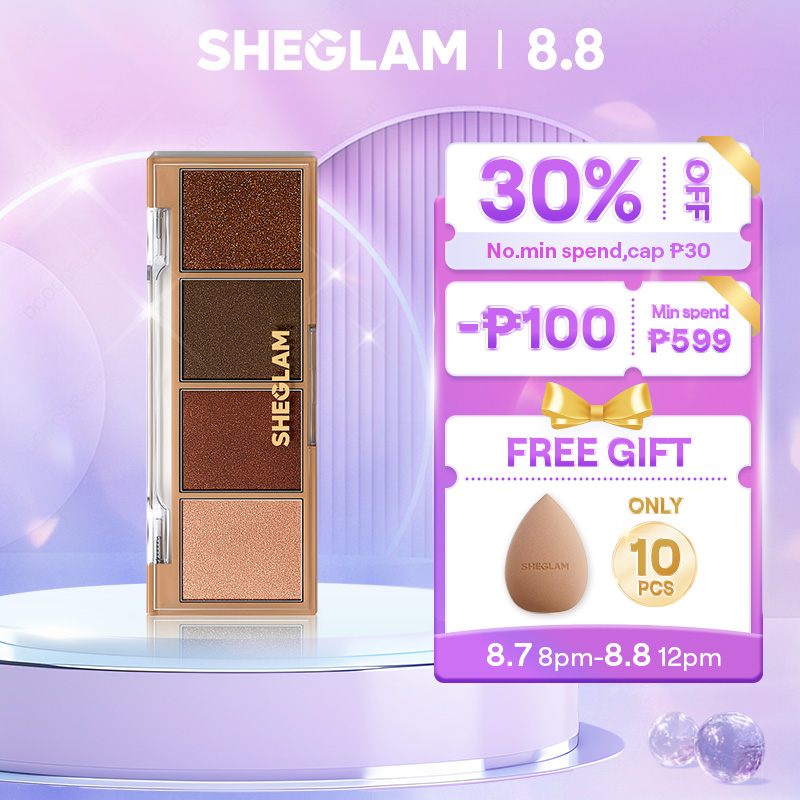 SHEGLAM | 8.8
SHEGLAM
30% OFF
No.min spend,cap ₱30
-₱100
Min spend
₱599
FREE GIFT
SHEGLAM
ONLY
10
PCS
8.7 8pm-8.8 12pm